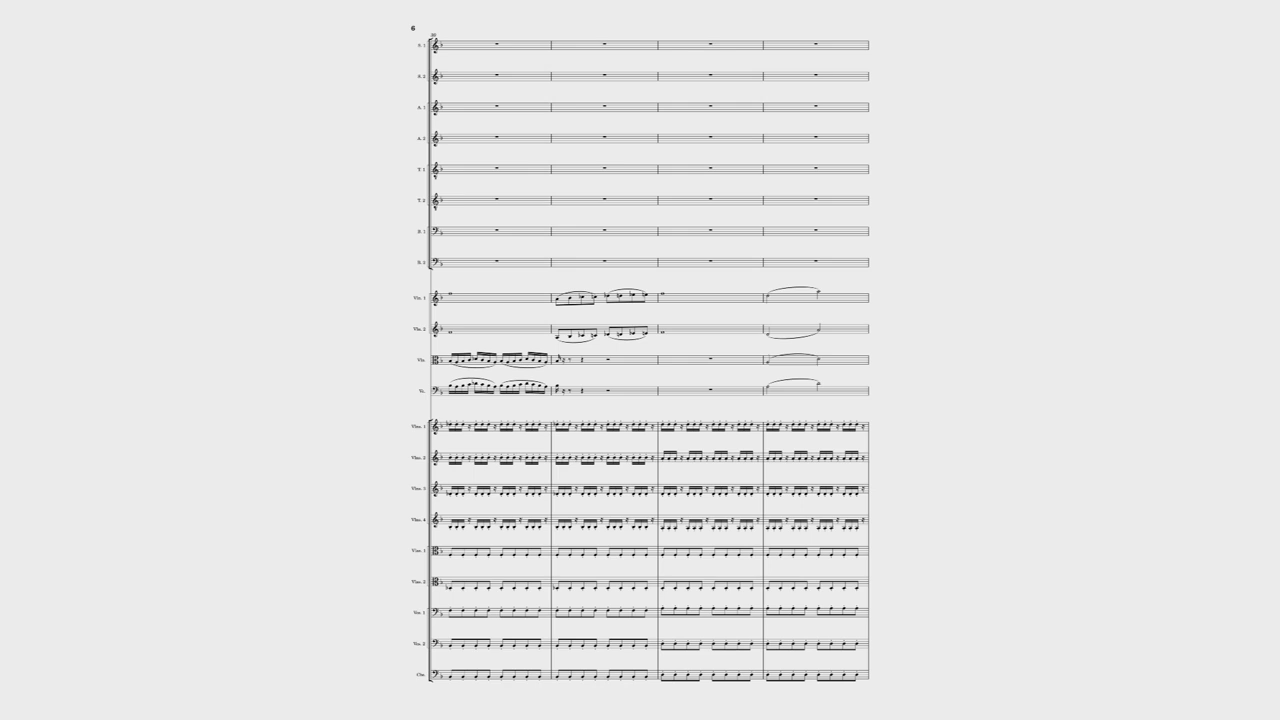 6
20
S. 1
S. 2
A. 1
A. 2
T. 1
T. 2
B. 1
B. 2
Vln. 1
Vln. 2
Vla.
Vc.
Vlns. 1
Vlns. 2
Vlns. 3
Vlns. 4
Vlas. 1
Vlas. 2
Vcs. 1
Vcs. 2
Cbs.